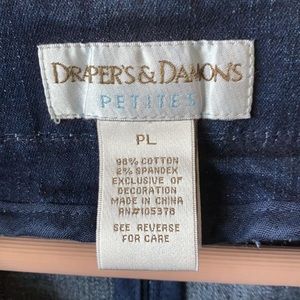 DRAPER'S & DAMON'S
PETITES
PL
98% COTTON
2% SPANDEX
EXCLUSIVE OF
DECORATION
MADE IN CHINA
RN#105378
SEE REVERSE
FOR CARE